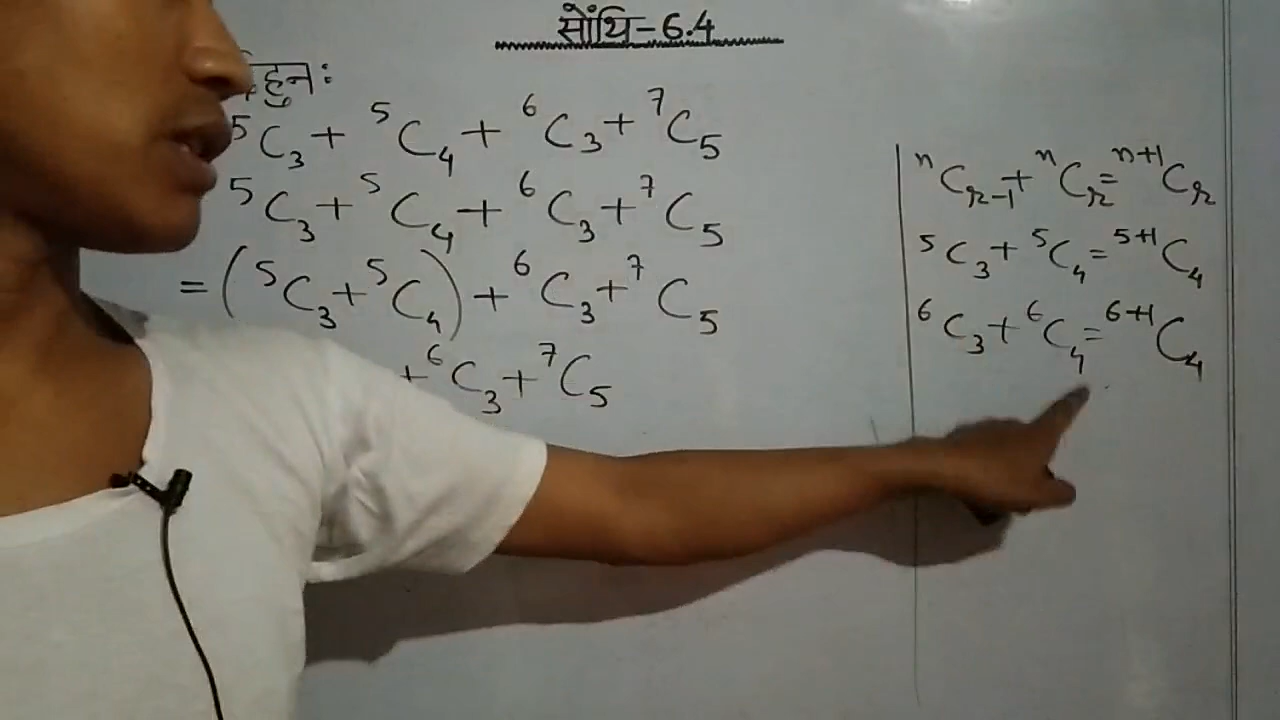 सोंथि-6.4
हुन:
⁵C₃ + ⁵C₄ + ⁶C₃ + ⁷C₅
⁵C₃ + ⁵C₄ + ⁶C₃ + ⁷C₅
= (⁵C₃ + ⁵C₄) + ⁶C₃ + ⁷C₅
+ ⁶C₃ + ⁷C₅
ⁿCᵣ₋₁ + ⁿCᵣ = ⁿ⁺¹Cᵣ
⁵C₃ + ⁵C₄ = ⁵⁺¹C₄
⁶C₃ + ⁶C₄ = ⁶⁺¹C₄